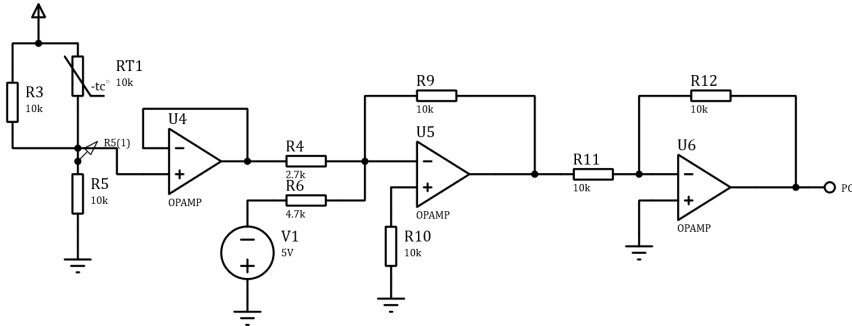 R3
10k
RT1
10k
-tc°
R5(1)
R5
10k
U4
OPAMP
R4
2.7k
R6
4.7k
V1
5V
R9
10k
U5
OPAMP
R10
10k
R11
10k
R12
10k
U6
OPAMP